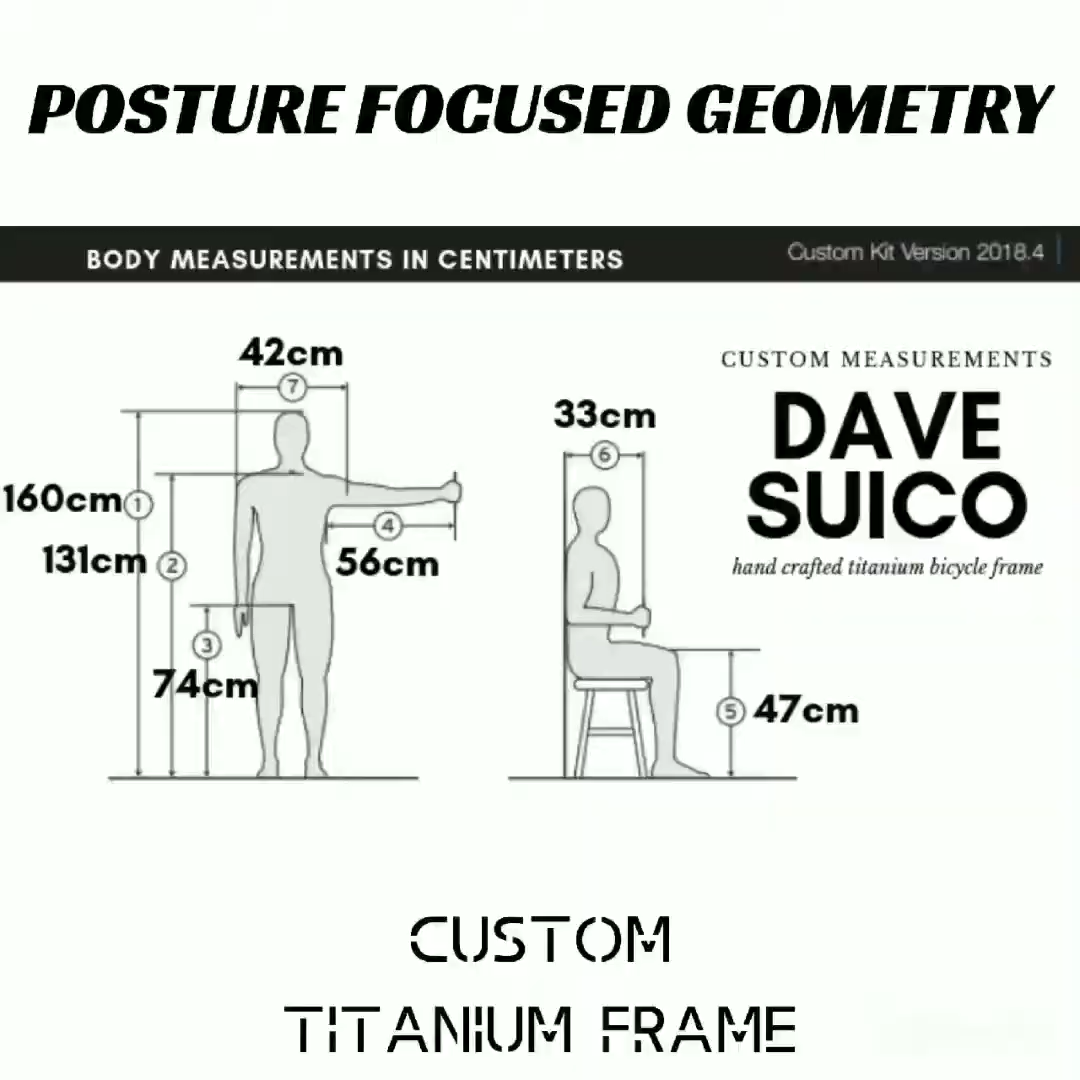 POSTURE FOCUSED GEOMETRY
BODY MEASUREMENTS IN CENTIMETERS
Custom Kit Version 2018.4
42cm
7
160cm
1
131cm
2
3
74cm
4
56cm
33cm
6
5
47cm
CUSTOM MEASUREMENTS
DAVE
SUICO
hand crafted titanium bicycle frame
CUSTOM
TITANIUM FRAME